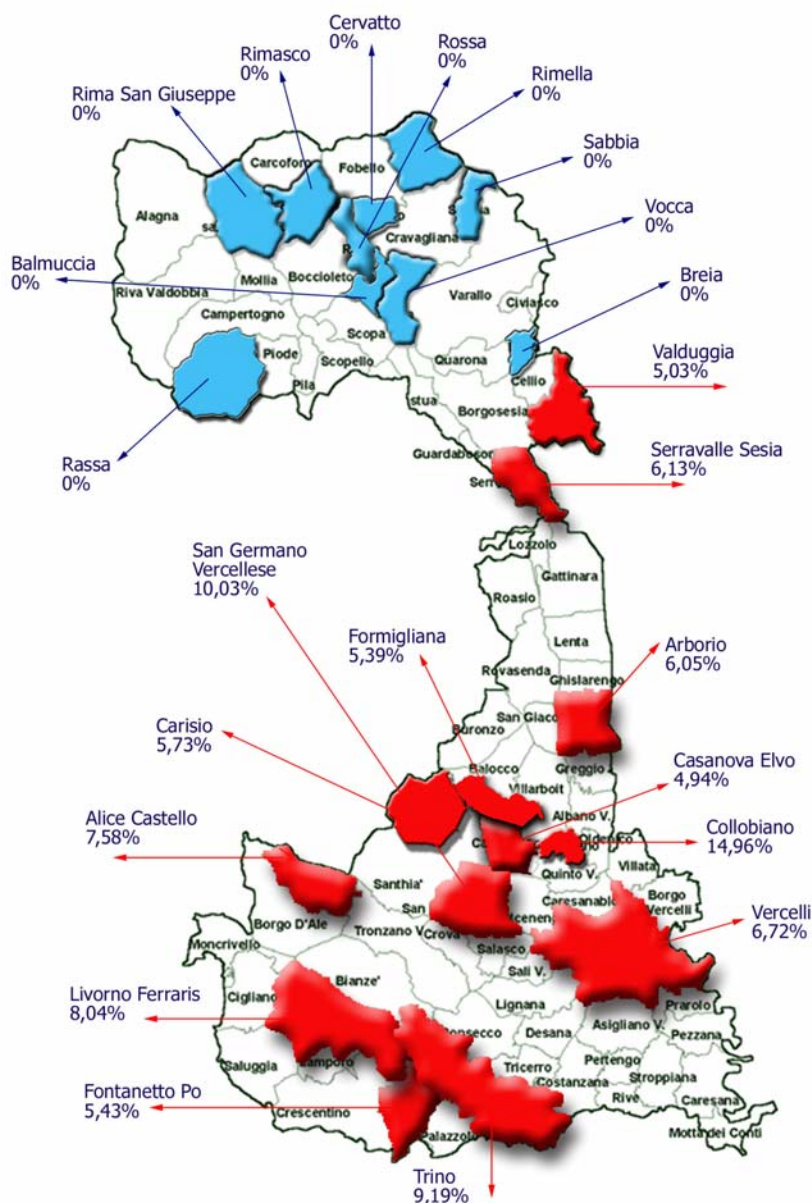 Cervatto
0%
Rimasco
0%
Rossa
0%
Rima San Giuseppe
0%
Rimella
0%
Sabbia
0%
Vocca
0%
Balmuccia
0%
Breia
0%
Valduggia
5,03%
Serravalle Sesia
6,13%
Rassa
0%
Carcoforo
Fobello
Alagna
Cravagliana
Boccioleto
Mollia
Riva Valdobbia
Varallo
Civiasco
Campertogno
Scopa
Piode
Scopello
Quarona
Pila
Cellio
Borgosesia
San Germano
Vercellese
10,03%
Formigliana
5,39%
Arborio
6,05%
Carisio
5,73%
Casanova Elvo
4,94%
Alice Castello
7,58%
Collobiano
14,96%
Vercelli
6,72%
Livorno Ferraris
8,04%
Fontanetto Po
5,43%
Trino
9,19%
Lozzolo
Gattinara
Roasio
Lenta
Rovasenda
Ghislarengo
San Giaco
Buronzo
Balocco
Greggio
Villarboit
Albano V.
Oldenico
Quinto V.
Villata
Santhia'
Caresanablo
Borgo
Vercelli
San
Borgo D'Ale
Tronzano V.
Crova
Salasco
Moncrivello
Sali V.
Bianze'
Cigliano
Lignana
Prarolo
Desana
Asigliano V.
Pezzana
Saluggia
Tricerro
Pertengo
Costanzana
Stroppiana
Rive
Caresana
Crescentino
Palazzolo
Motta dei Conti